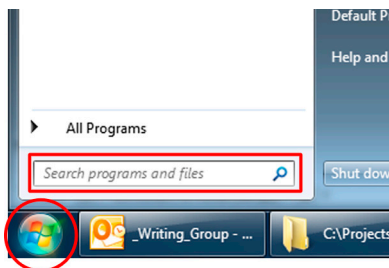 Default P
Help and
All Programs
Search programs and files
Shut dow
_Writing_Group - ...
C:\Projects